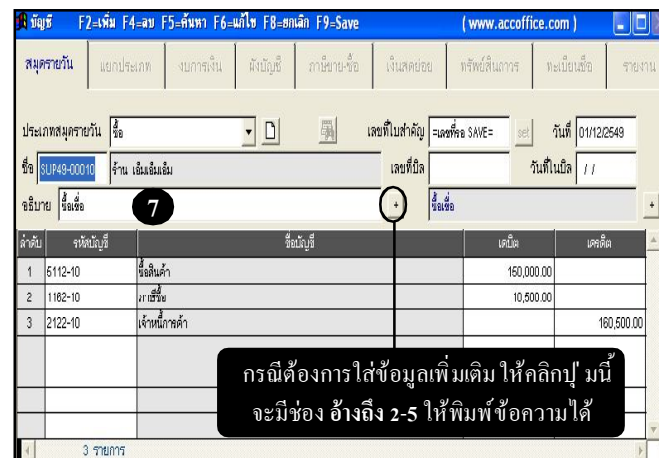 บัญชี F2=เพิ่ม F4=ลบ F5=ค้นหา F6=แก้ไข F8=ยกเลิก F9=Save ( www.accoffice.com )
สมุดรายวัน แยกประเภท งบการเงิน ผังบัญชี ภาษีขาย-ซื้อ เงินสดย่อย ทรัพย์สินถาวร ทะเบียนชื่อ รายงาน
ประเภทสมุดรายวัน ซื้อ เลขที่ใบสำคัญ =เลขที่รอ SAVE= set วันที่ 01/12/2549
ชื่อ SUP49-00010 ร้าน เอ็มเอ็มเอ็ม เลขที่บิล วันที่ในบิล / /
อธิบาย ซื้อเชื่อ 7 + ซื้อเชื่อ +
ลำดับ รหัสบัญชี ชื่อบัญชี เดบิต เครดิต
1 5112-10 ซื้อสินค้า 150,000.00
2 1162-10 ภาษีซื้อ 10,500.00
3 2122-10 เจ้าหนี้การค้า 160,500.00
กรณีต้องการใส่ข้อมูลเพิ่มเติม ให้คลิกปุ่มนี้
จะมีช่อง อ้างถึง 2-5 ให้พิมพ์ข้อความได้
3 รายการ